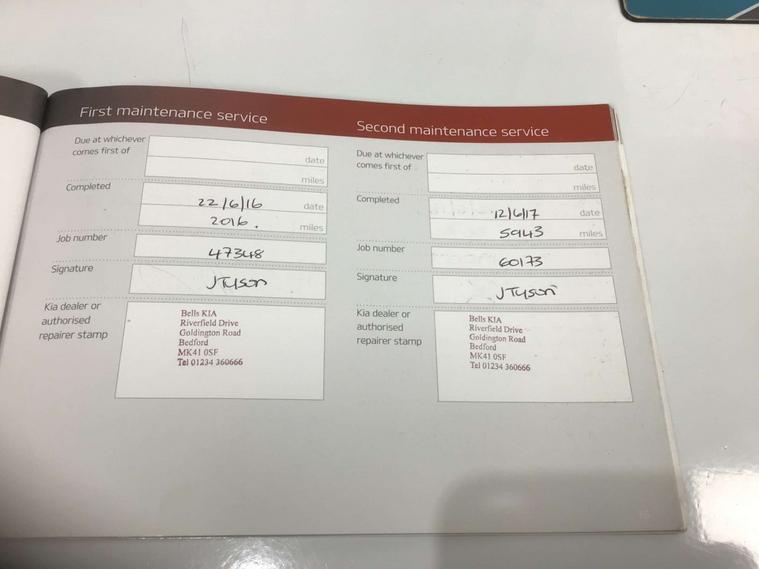 First maintenance service
Due at whichever
comes first of
date
miles
Completed
22/6/16 date
2016. miles
Job number
47348
Signature
JTyson
Kia dealer or
authorised
repairer stamp
Bells KIA
Riverfield Drive
Goldington Road
Bedford
MK41 0SF
Tel 01234 360666
Second maintenance service
Due at whichever
comes first of
date
miles
Completed
12/6/17 date
5943 miles
Job number
60173
Signature
JTyson
Kia dealer or
authorised
repairer stamp
Bells KIA
Riverfield Drive
Goldington Road
Bedford
MK41 0SF
Tel 01234 360666